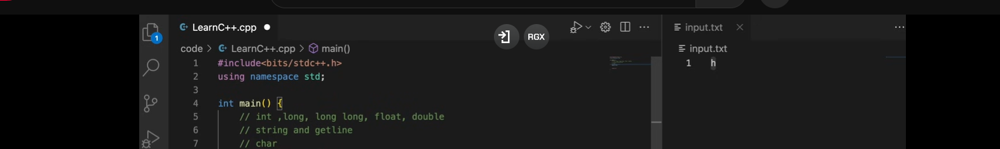 LearnC++.cpp
RGX
input.txt
1
code > LearnC++.cpp > main()
input.txt
1 #include<bits/stdc++.h>
1 h
2 using namespace std;
3
4 int main() {
5 // int ,long, long long, float, double
6 // string and getline
7 // char